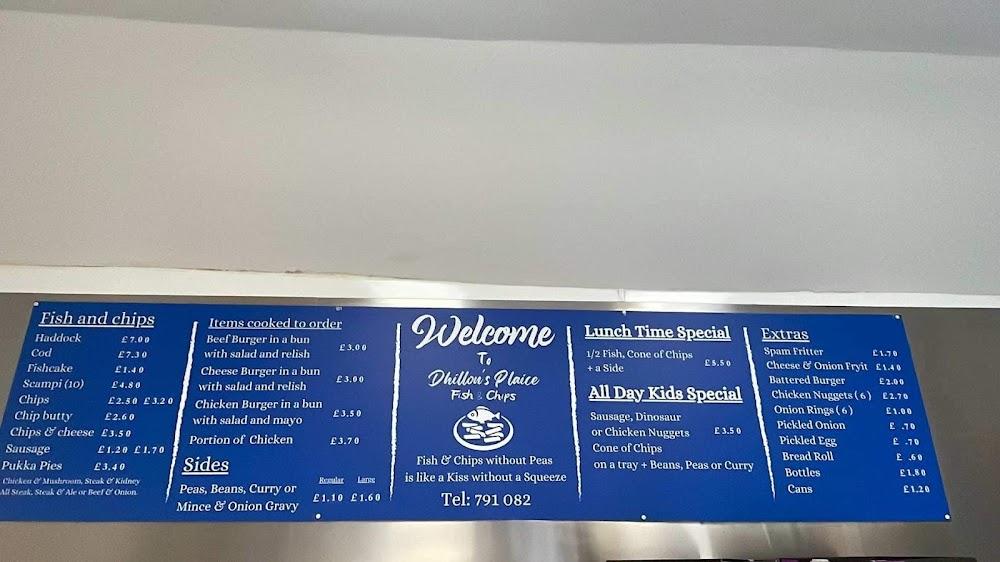 Fish and chips
Haddock £7.00
Cod £7.30
Fishcake £1.40
Scampi (10) £4.80
Chips £2.50 £3.20
Chip butty £2.60
Chips & cheese £3.50
Sausage £1.20 £1.70
Pukka Pies £3.40
Chicken & Mushroom, Steak & Kidney
All Steak, Steak & Ale or Beef & Onion.
Items cooked to order
Beef Burger in a bun
with salad and relish £3.00
Cheese Burger in a bun
with salad and relish £3.00
Chicken Burger in a bun
with salad and mayo £3.50
Portion of Chicken £3.70
Sides
Regular Large
Peas, Beans, Curry or
Mince & Onion Gravy £1.10 £1.60
Welcome
To
Dhillon's Plaice
Fish & Chips
Fish & Chips without Peas
is like a Kiss without a Squeeze
Tel: 791 082
Lunch Time Special
1/2 Fish, Cone of Chips
+ a Side £5.50
All Day Kids Special
Sausage, Dinosaur
or Chicken Nuggets £3.50
Cone of Chips
on a tray + Beans, Peas or Curry
Extras
Spam Fritter £1.70
Cheese & Onion Fryit £1.40
Battered Burger £2.00
Chicken Nuggets (6) £2.70
Onion Rings (6) £1.00
Pickled Onion £ .70
Pickled Egg £ .70
Bread Roll £ .60
Bottles £1.80
Cans £1.20